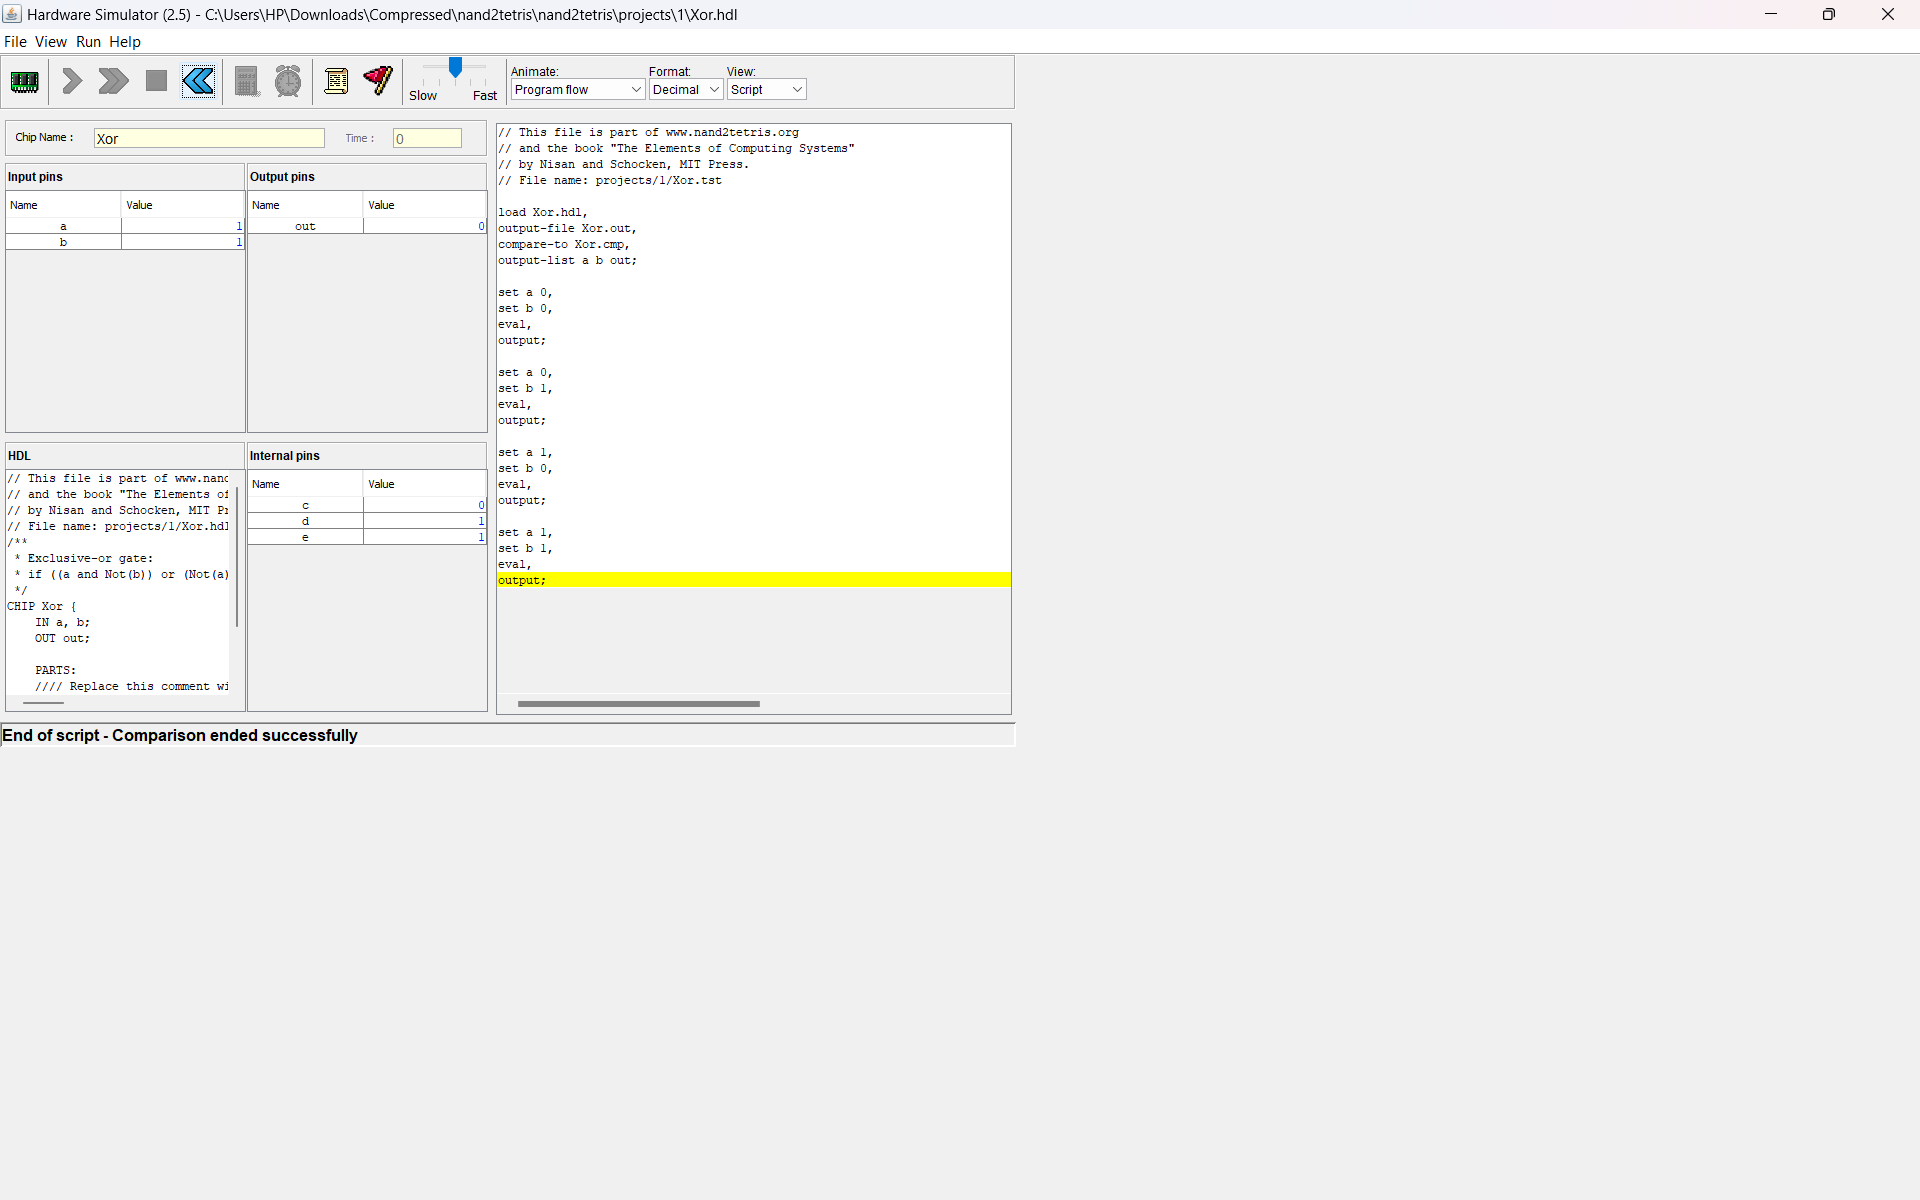 Hardware Simulator (2.5) - C:\Users\HP\Downloads\Compressed\nand2tetris\nand2tetris\projects\1\Xor.hdl
File View Run Help
Slow Fast
Animate: Format: View:
Program flow Decimal Script
Chip Name : Xor Time : 0
Input pins
Name Value
a 1
b 1
Output pins
Name Value
out 0
HDL
// This file is part of www.nand
// and the book "The Elements of
// by Nisan and Schocken, MIT Pr
// File name: projects/1/Xor.hdl
/**
* Exclusive-or gate:
* if ((a and Not(b)) or (Not(a)
*/
CHIP Xor {
IN a, b;
OUT out;
PARTS:
//// Replace this comment wi
Internal pins
Name Value
c 0
d 1
e 1
// This file is part of www.nand2tetris.org
// and the book "The Elements of Computing Systems"
// by Nisan and Schocken, MIT Press.
// File name: projects/1/Xor.tst
load Xor.hdl,
output-file Xor.out,
compare-to Xor.cmp,
output-list a b out;
set a 0,
set b 0,
eval,
output;
set a 0,
set b 1,
eval,
output;
set a 1,
set b 0,
eval,
output;
set a 1,
set b 1,
eval,
output;
End of script - Comparison ended successfully